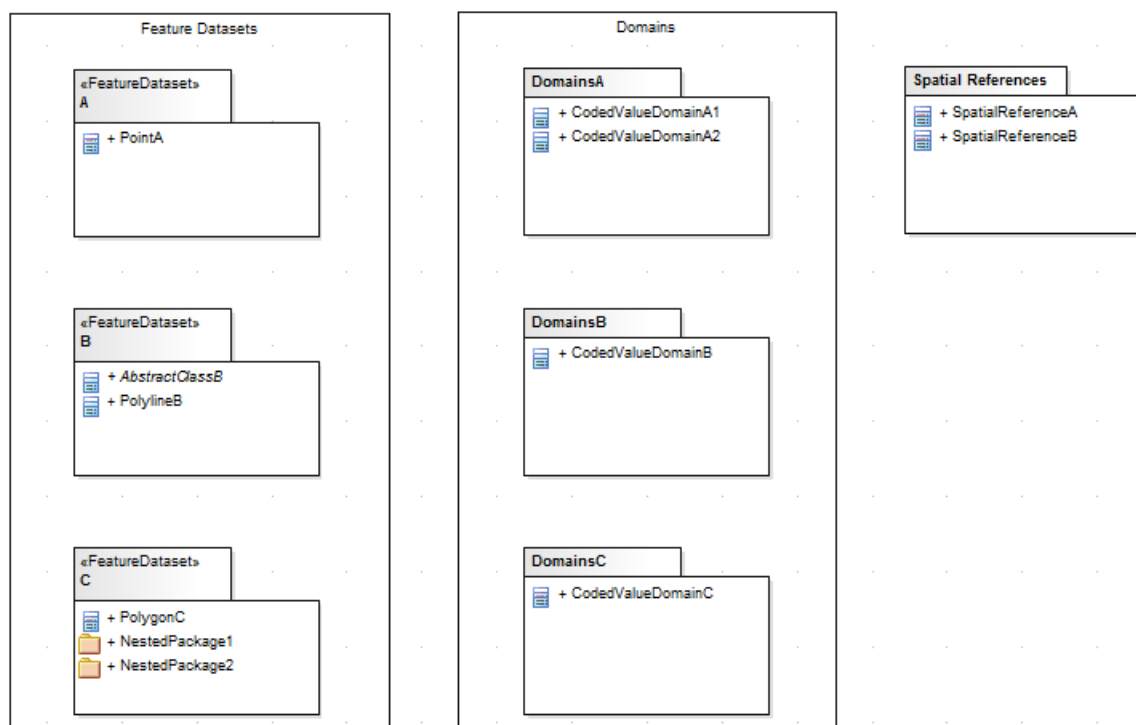 Feature Datasets
«FeatureDataset»
A
+ PointA
«FeatureDataset»
B
+ AbstractClassB
+ PolylineB
«FeatureDataset»
C
+ PolygonC
+ NestedPackage1
+ NestedPackage2
Domains
DomainsA
+ CodedValueDomainA1
+ CodedValueDomainA2
DomainsB
+ CodedValueDomainB
DomainsC
+ CodedValueDomainC
Spatial References
+ SpatialReferenceA
+ SpatialReferenceB